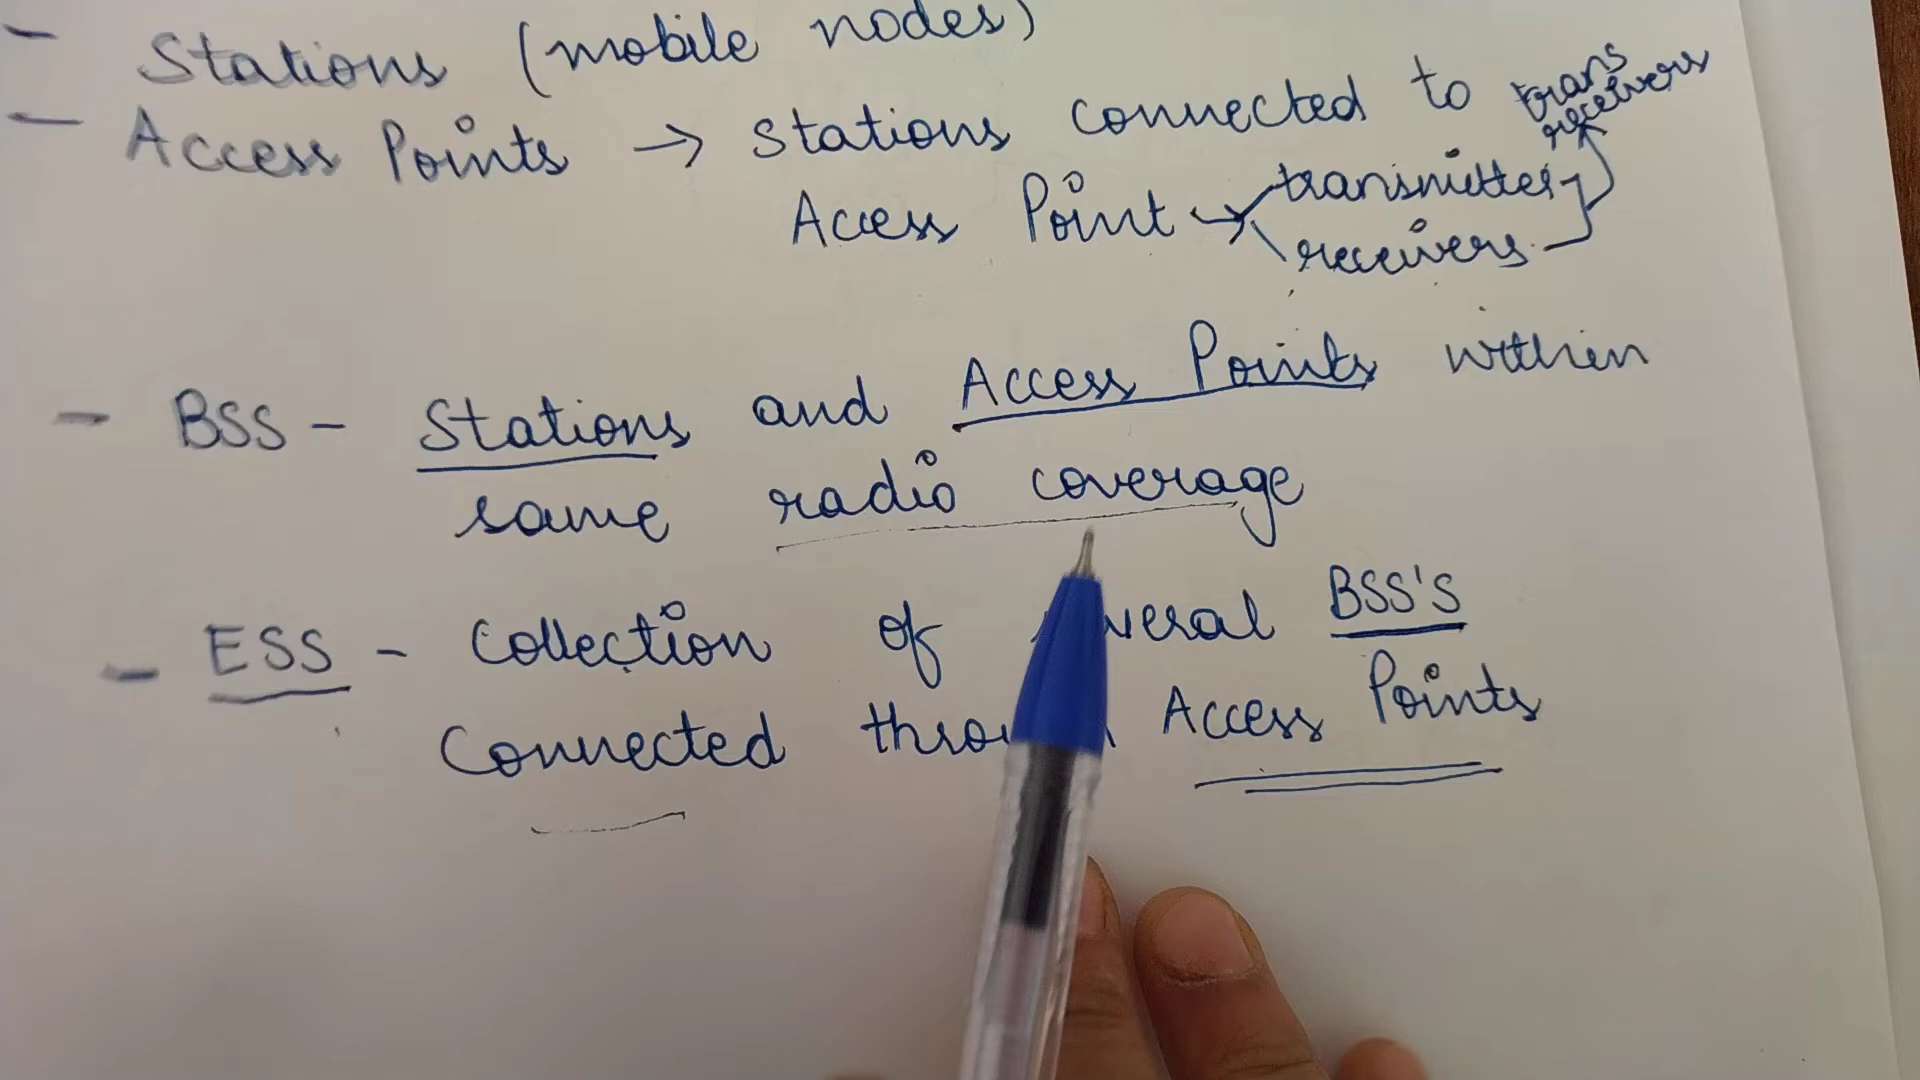 - Stations (mobile nodes)
- Access Points → Stations connected to trans receivers
Access Point → transmitter
receivers
- BSS - Stations and Access Points within
same radio coverage
- ESS - Collection of BSS's
Connected Access Points